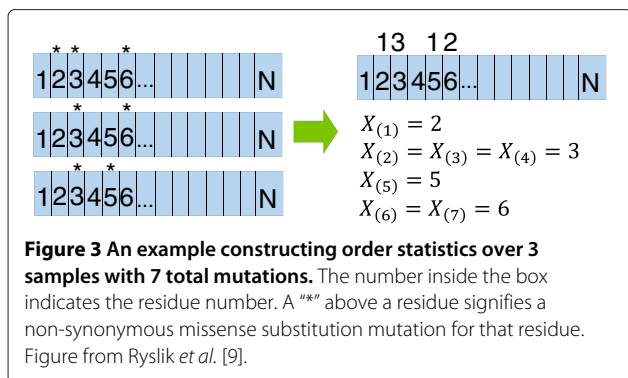 * * *
123456... N
* *
123456... N
* *
123456... N
13 12
123456... N
X(1) = 2
X(2) = X(3) = X(4) = 3
X(5) = 5
X(6) = X(7) = 6
Figure 3 An example constructing order statistics over 3
samples with 7 total mutations. The number inside the box
indicates the residue number. A “*” above a residue signifies a
non-synonymous missense substitution mutation for that residue.
Figure from Ryslik et al. [9].